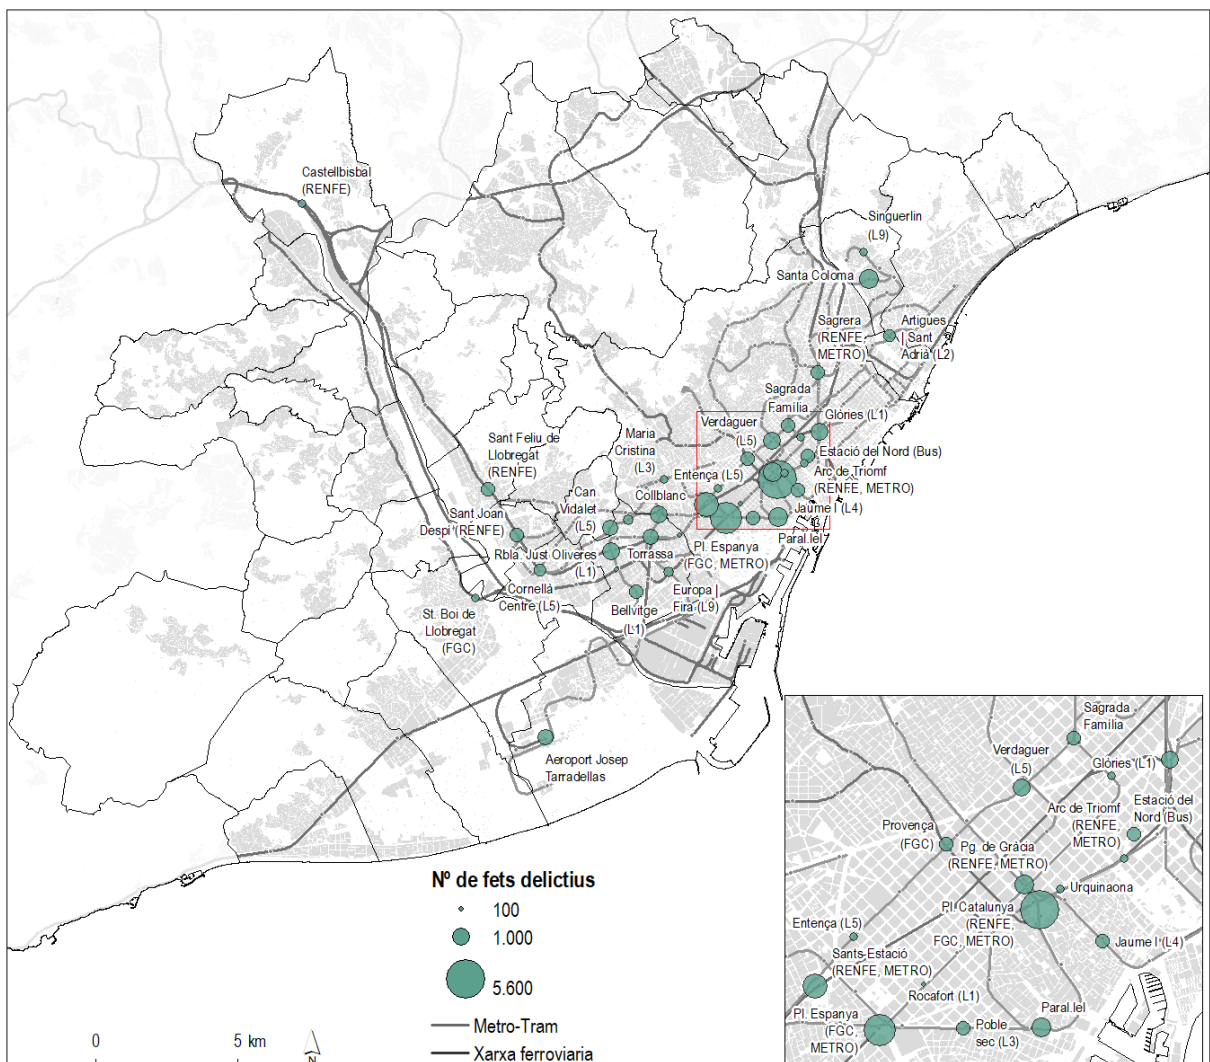 Castellbisbal
(RENFE)
Singuerlin
(L9)
Santa Coloma
Sagrera
(RENFE,
METRO)
Artigues
| Sant
Adrià (L2)
Sagrada
Família
Glòries (L1)
Verdaguer
(L5)
Maria
Cristina
(L3)
Sant Feliu de
Llobregat
(RENFE)
Estació del Nord (Bus)
Entença (L5)
Arc de Triomf
(RENFE, METRO)
Can
Vidalet
(L5)
Collblanc
Jaume I (L4)
Sant Joan
Despí (RENFE)
Paral.lel
Pl. Espanya
(FGC, METRO)
Rbla. Just Oliveres
(L1)
Torrassa
Cornellà
Centre (L5)
Europa |
Fira (L9)
St. Boi de
Llobregat
(FGC)
Bellvitge
(L1)
Aeroport Josep
Tarradellas
Nº de fets delictius
100
1.000
5.600
Metro-Tram
Xarxa ferroviaria
0 5 km
N
Sagrada
Família
Verdaguer
(L5)
Glòries (L1)
Arc de Triomf
(RENFE,
METRO)
Estació del
Nord (Bus)
Provença
(FGC)
Pg. de Gràcia
(RENFE, METRO)
Urquinaona
Pl. Catalunya
(RENFE,
FGC, METRO)
Entença (L5)
Jaume I (L4)
Sants-Estació
(RENFE, METRO)
Rocafort (L1)
Pl. Espanya
(FGC,
METRO)
Poble
sec (L3)
Paral.lel